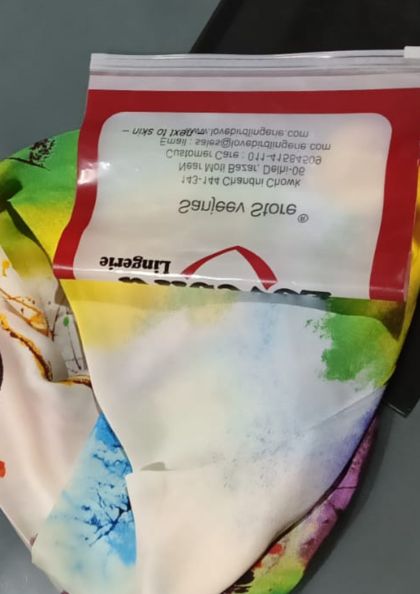 Lingerie
Sanjeev Store®
143-144 Chandni Chowk
Near Moti Bazar, Delhi-06
Customer Care : 011-41584509
Email : sales@lovebirdlingerie.com
www.lovebirdlingerie.com
– next to skin –